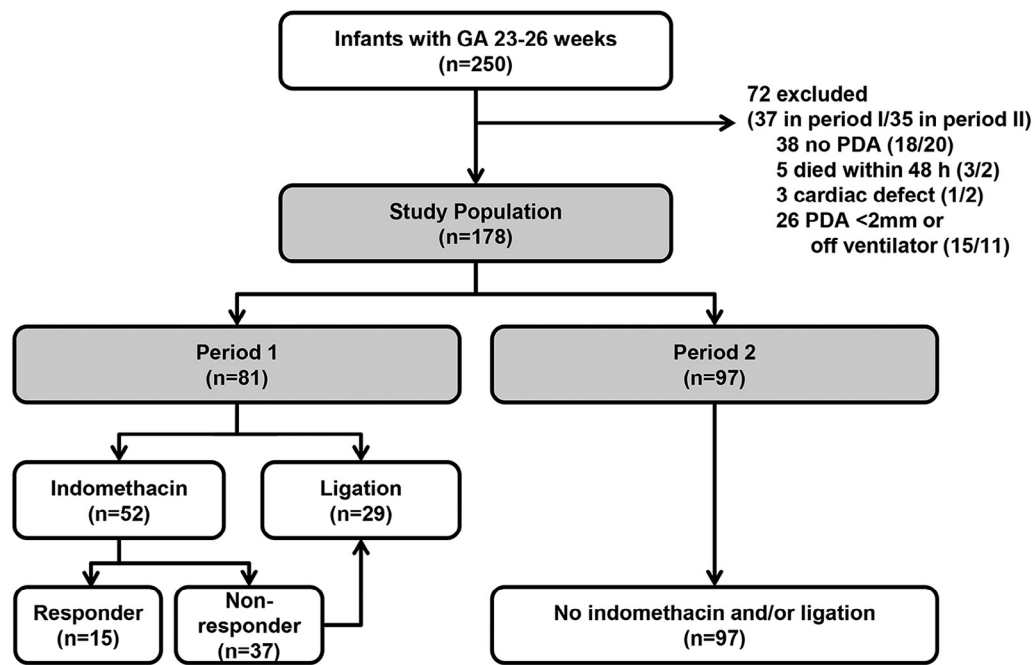 Infants with GA 23-26 weeks
(n=250)
72 excluded
(37 in period I/35 in period II)
38 no PDA (18/20)
5 died within 48 h (3/2)
3 cardiac defect (1/2)
26 PDA <2mm or
off ventilator (15/11)
Study Population
(n=178)
Period 1
(n=81)
Period 2
(n=97)
Indomethacin
(n=52)
Ligation
(n=29)
Responder
(n=15)
Non-
responder
(n=37)
No indomethacin and/or ligation
(n=97)